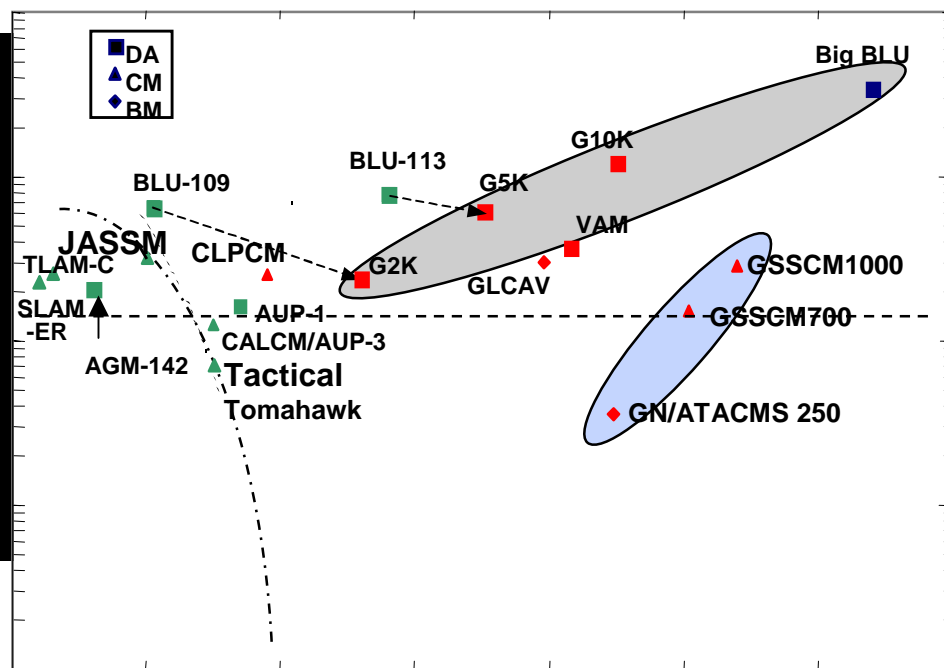 DA
CM
BM
Big BLU
G10K
BLU-113
G5K
BLU-109
VAM
JASSM
CLPCM
TLAM-C
G2K
GSSCM1000
GLCAV
SLAM
-ER
AUP-1
GSSCM700
CALCM/AUP-3
AGM-142
Tactical
Tomahawk
GN/ATACMS 250